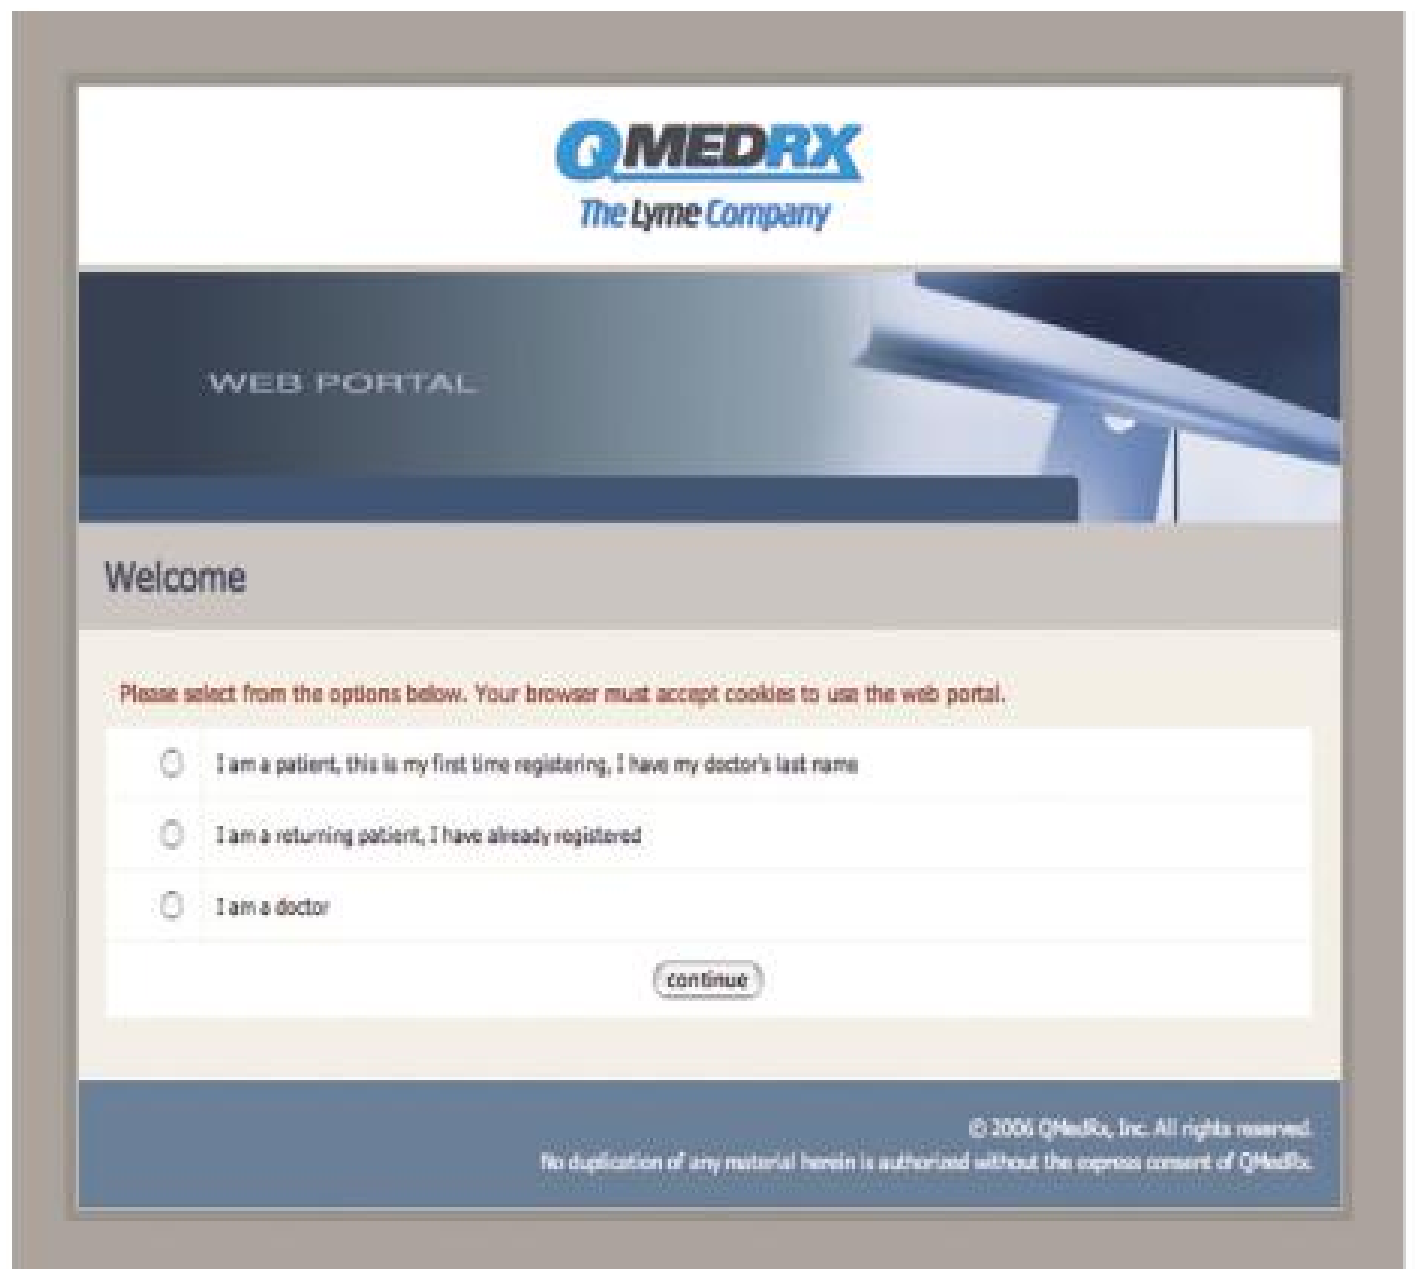 QMEDRX
The Lyme Company
WEB PORTAL
Welcome
Please select from the options below. Your browser must accept cookies to use the web portal.
I am a patient, this is my first time registering, I have my doctor's last name
I am a returning patient, I have already registered
I am a doctor
continue
© 2006 QMedRx, Inc. All rights reserved.
No duplication of any material herein is authorized without the express consent of QMedRx.